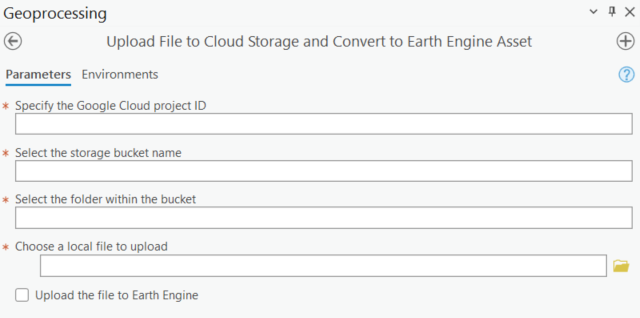 Geoprocessing
Upload File to Cloud Storage and Convert to Earth Engine Asset
Parameters Environments
* Specify the Google Cloud project ID
* Select the storage bucket name
* Select the folder within the bucket
* Choose a local file to upload
Upload the file to Earth Engine